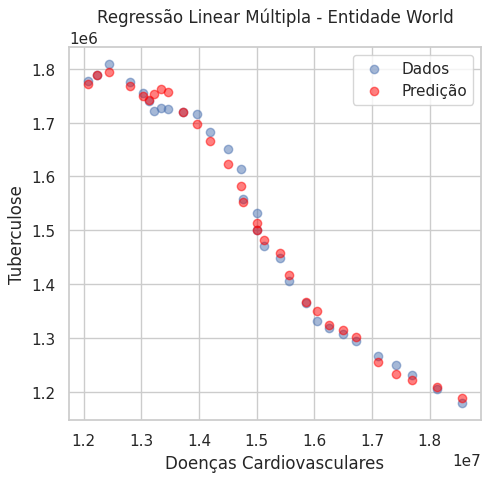 Regressão Linear Múltipla - Entidade World
1e6
Dados
Predição
1.8
1.7
1.6
1.5
1.4
1.3
1.2
Tuberculose
1.2 1.3 1.4 1.5 1.6 1.7 1.8
1e7
Doenças Cardiovasculares